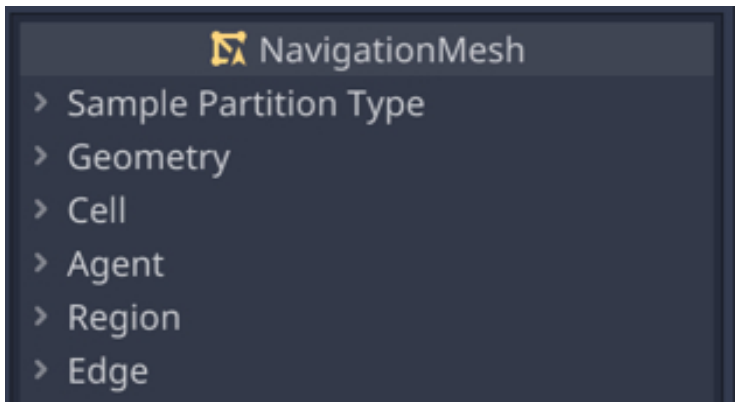 NavigationMesh
Sample Partition Type
Geometry
Cell
Agent
Region
Edge